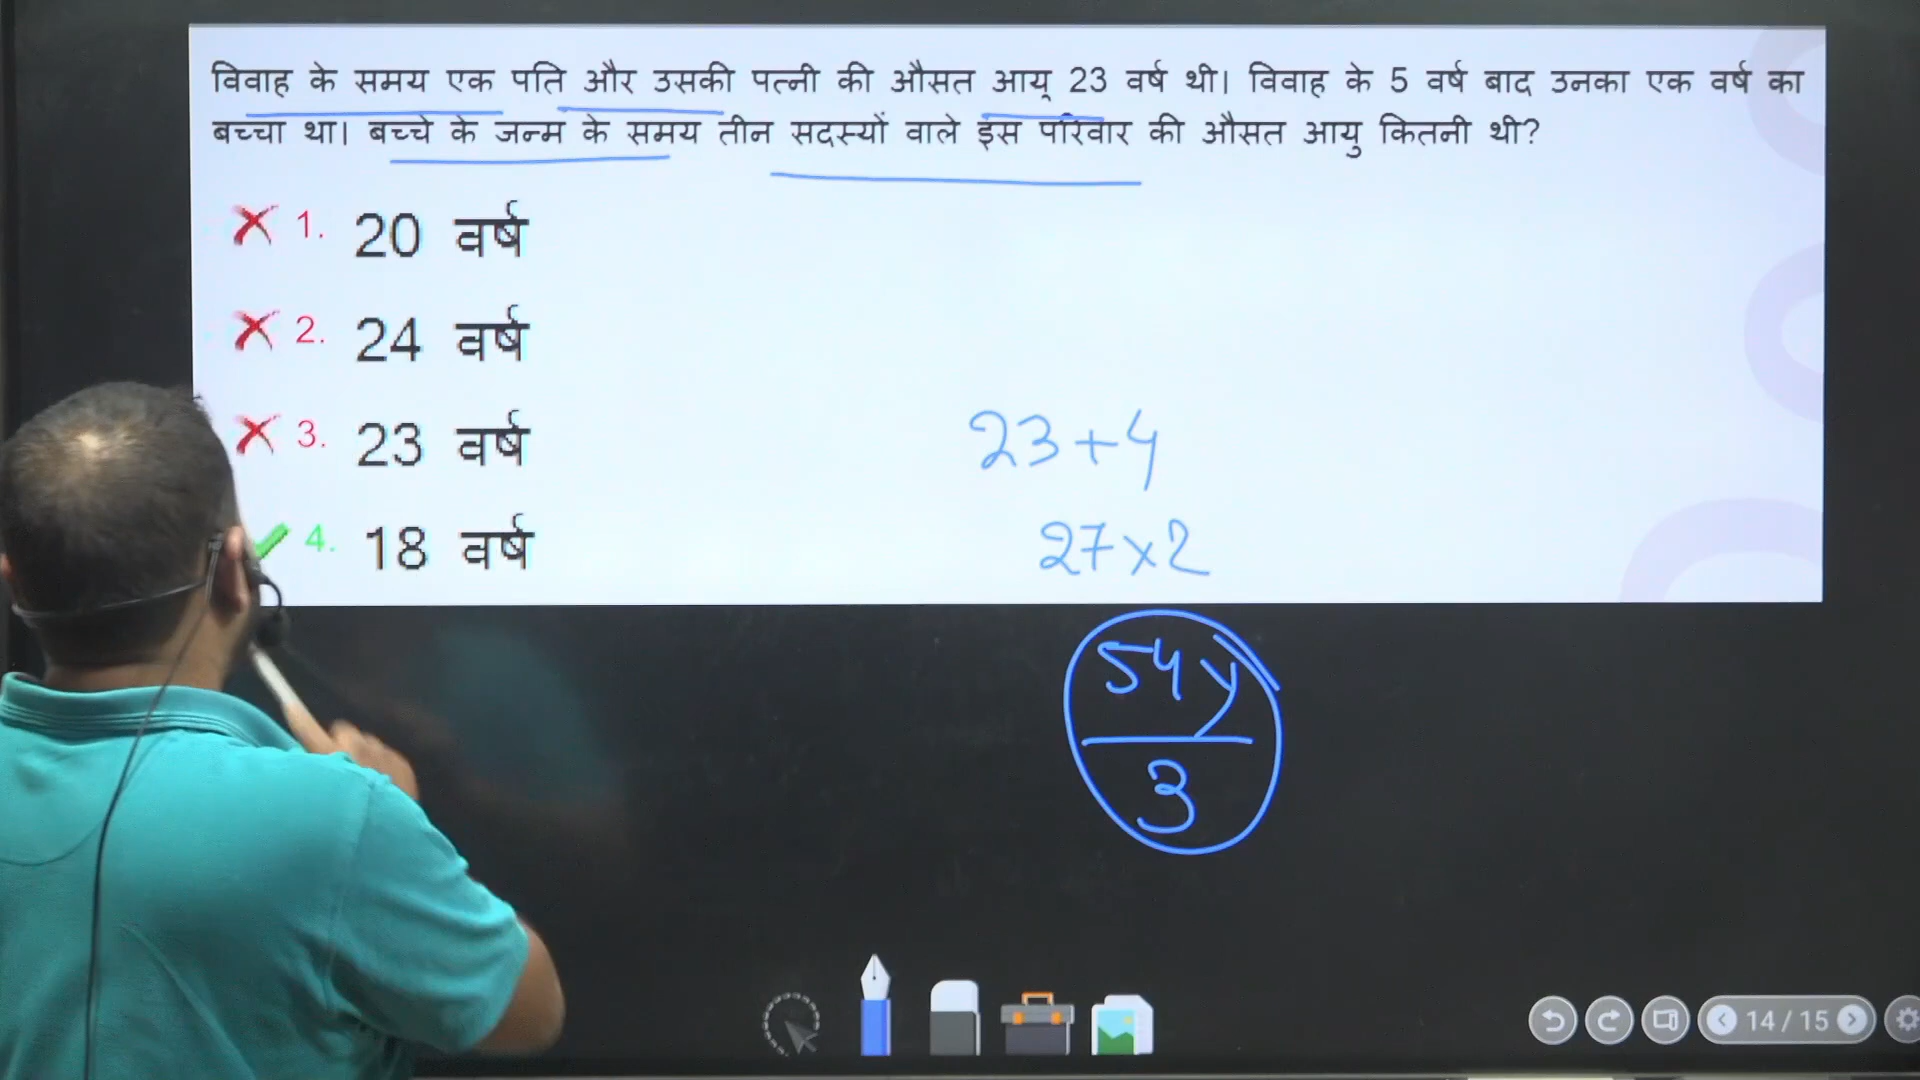 विवाह के समय एक पति और उसकी पत्नी की औसत आयु 23 वर्ष थी। विवाह के 5 वर्ष बाद उनका एक वर्ष का
बच्चा था। बच्चे के जन्म के समय तीन सदस्यों वाले इस परिवार की औसत आयु कितनी थी?
1. 20 वर्ष
2. 24 वर्ष
3. 23 वर्ष
4. 18 वर्ष
23+4
27×2
54y
3
14 / 15